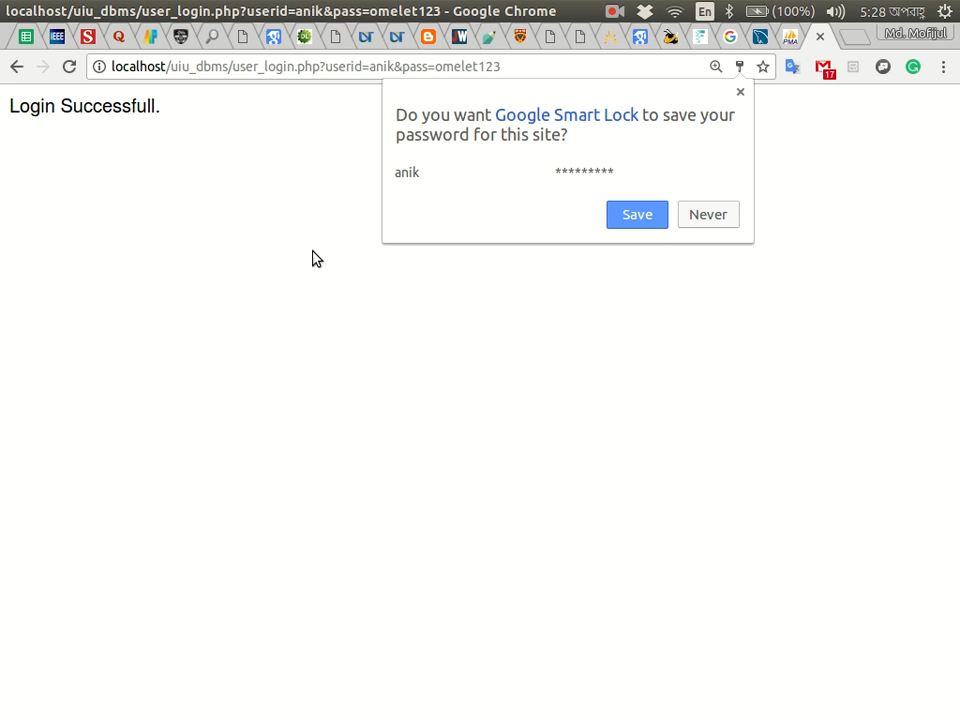 localhost/uiu_dbms/user_login.php?userid=anik&pass=omelet123 - Google Chrome
En
(100%)
5:28 অপরাহ্ণ
Md. Mofijul
localhost/uiu_dbms/user_login.php?userid=anik&pass=omelet123
17
Login Successfull.
Do you want Google Smart Lock to save your
password for this site?
anik *********
Save Never